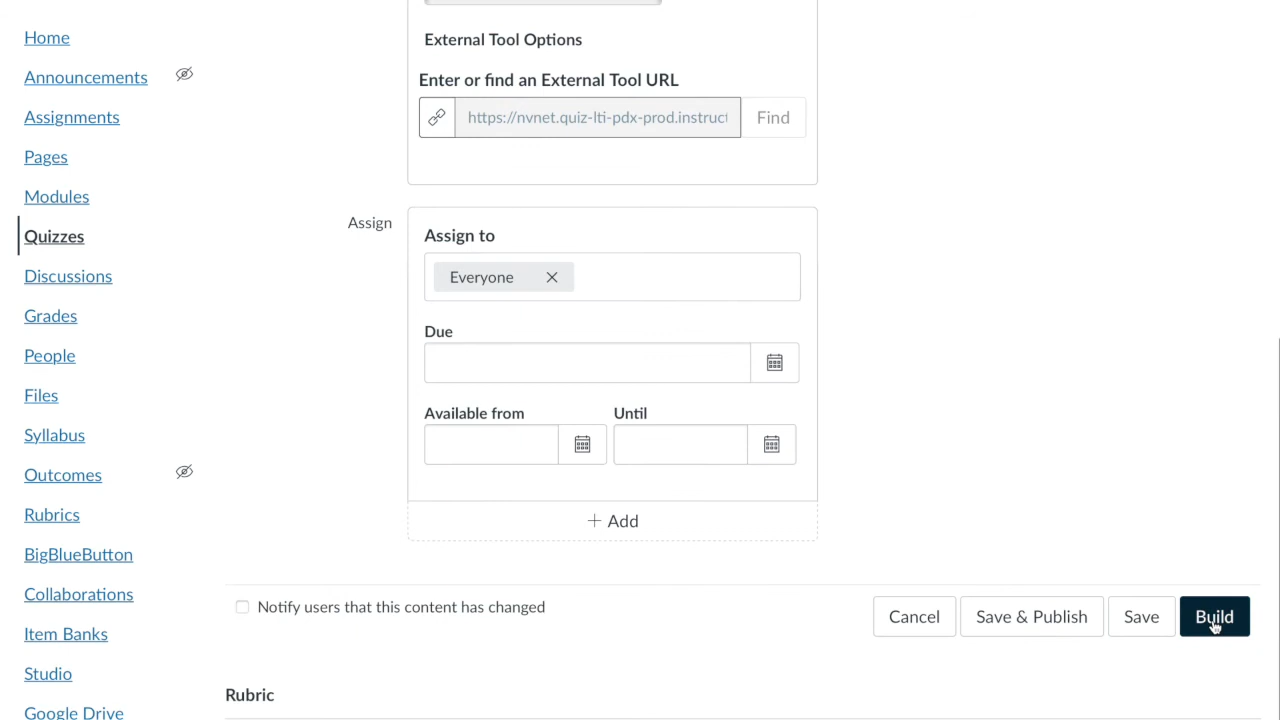 Home
Announcements
Assignments
Pages
Modules
Quizzes
Discussions
Grades
People
Files
Syllabus
Outcomes
Rubrics
BigBlueButton
Collaborations
Item Banks
Studio
Google Drive
External Tool Options
Enter or find an External Tool URL
https://nvnet.quiz-lti-pdx-prod.instruct
Find
Assign
Assign to
Everyone
Due
Available from
Until
Add
Notify users that this content has changed
Cancel
Save & Publish
Save
Build
Rubric